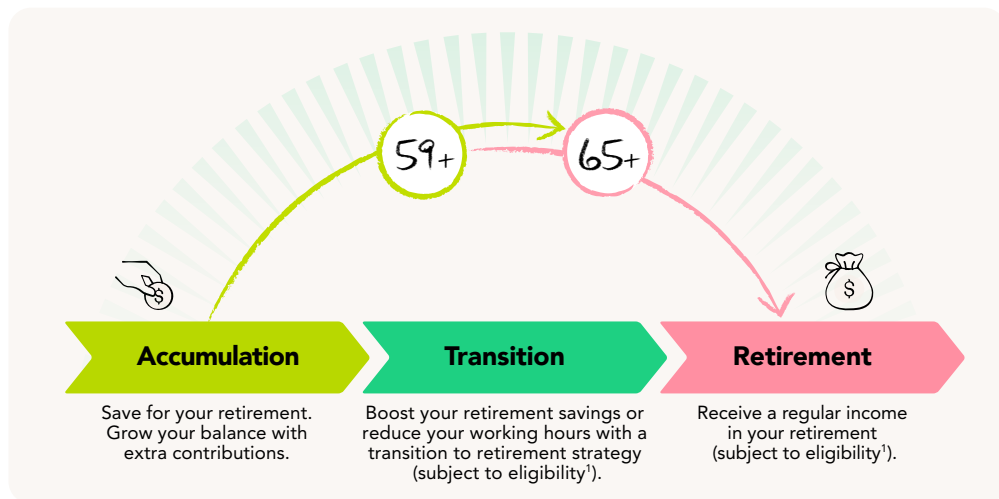 59+
65+
$
$
Accumulation
Transition
Retirement
Save for your retirement.
Grow your balance with
extra contributions.
Boost your retirement savings or
reduce your working hours with a
transition to retirement strategy
(subject to eligibility¹).
Receive a regular income
in your retirement
(subject to eligibility¹).